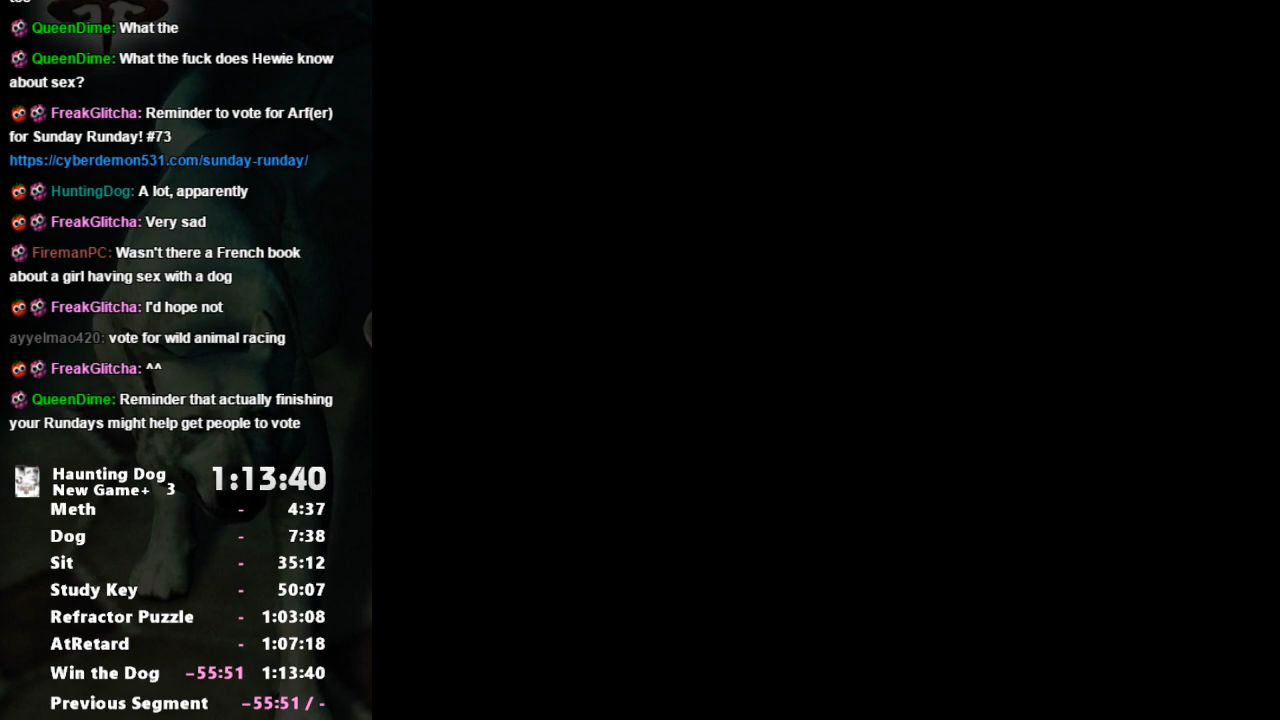 QueenDime: What the
QueenDime: What the fuck does Hewie know
about sex?
FreakGlitcha: Reminder to vote for Arf(er)
for Sunday Runday! #73
https://cyberdemon531.com/sunday-runday/
HuntingDog: A lot, apparently
FreakGlitcha: Very sad
FiremanPC: Wasn't there a French book
about a girl having sex with a dog
FreakGlitcha: I'd hope not
ayyelmao420: vote for wild animal racing
FreakGlitcha: ^^
QueenDime: Reminder that actually finishing
your Rundays might help get people to vote
Haunting Dog 1:13:40
New Game+ 3
Meth - 4:37
Dog - 7:38
Sit - 35:12
Study Key - 50:07
Refractor Puzzle - 1:03:08
AtRetard - 1:07:18
Win the Dog −55:51 1:13:40
Previous Segment −55:51 / -